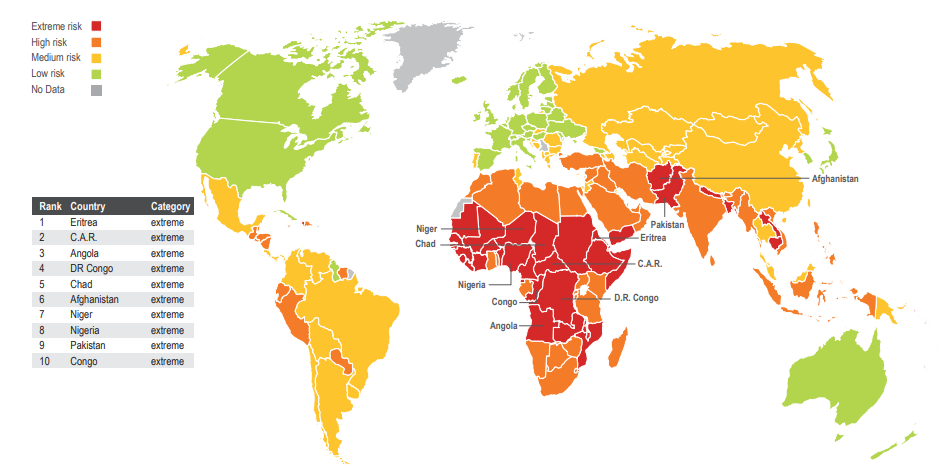 Extreme risk
High risk
Medium risk
Low risk
No Data
Rank Country Category
1 Eritrea extreme
2 C.A.R. extreme
3 Angola extreme
4 DR Congo extreme
5 Chad extreme
6 Afghanistan extreme
7 Niger extreme
8 Nigeria extreme
9 Pakistan extreme
10 Congo extreme
Afghanistan
Pakistan
Niger
Eritrea
Chad
C.A.R.
Nigeria
D.R. Congo
Congo
Angola